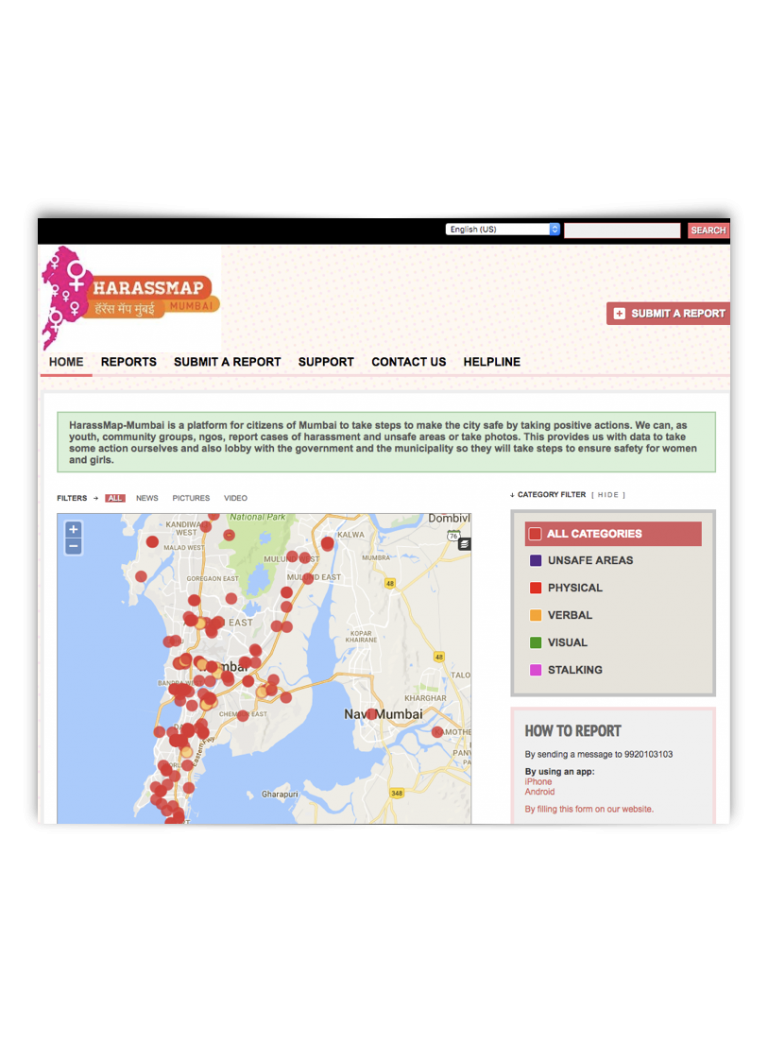 English (US)
SEARCH
HARASSMAP
हॅरॅस मॅप मुंबई
MUMBAI
SUBMIT A REPORT
HOME REPORTS SUBMIT A REPORT SUPPORT CONTACT US HELPLINE
HarassMap-Mumbai is a platform for citizens of Mumbai to take steps to make the city safe by taking positive actions. We can, as
youth, community groups, ngos, report cases of harassment and unsafe areas or take photos. This provides us with data to take
some action ourselves and also lobby with the government and the municipality so they will take steps to ensure safety for women
and girls.
FILTERS → ALL NEWS PICTURES VIDEO
↓ CATEGORY FILTER [ HIDE ]
National Park
Dombivl
KANDIVA
WEST
76
KALWA
MALAD WEST
MUMBRA
GOREGAON EAST
MULUND EAST
48
EAST
KOPAR
KHAIRANE
48
KHARGHAR
Navi Mumbai
Gharapuri
348
ALL CATEGORIES
UNSAFE AREAS
PHYSICAL
VERBAL
VISUAL
STALKING
HOW TO REPORT
By sending a message to 9920103103
By using an app:
iPhone
Android
By filling this form on our website.